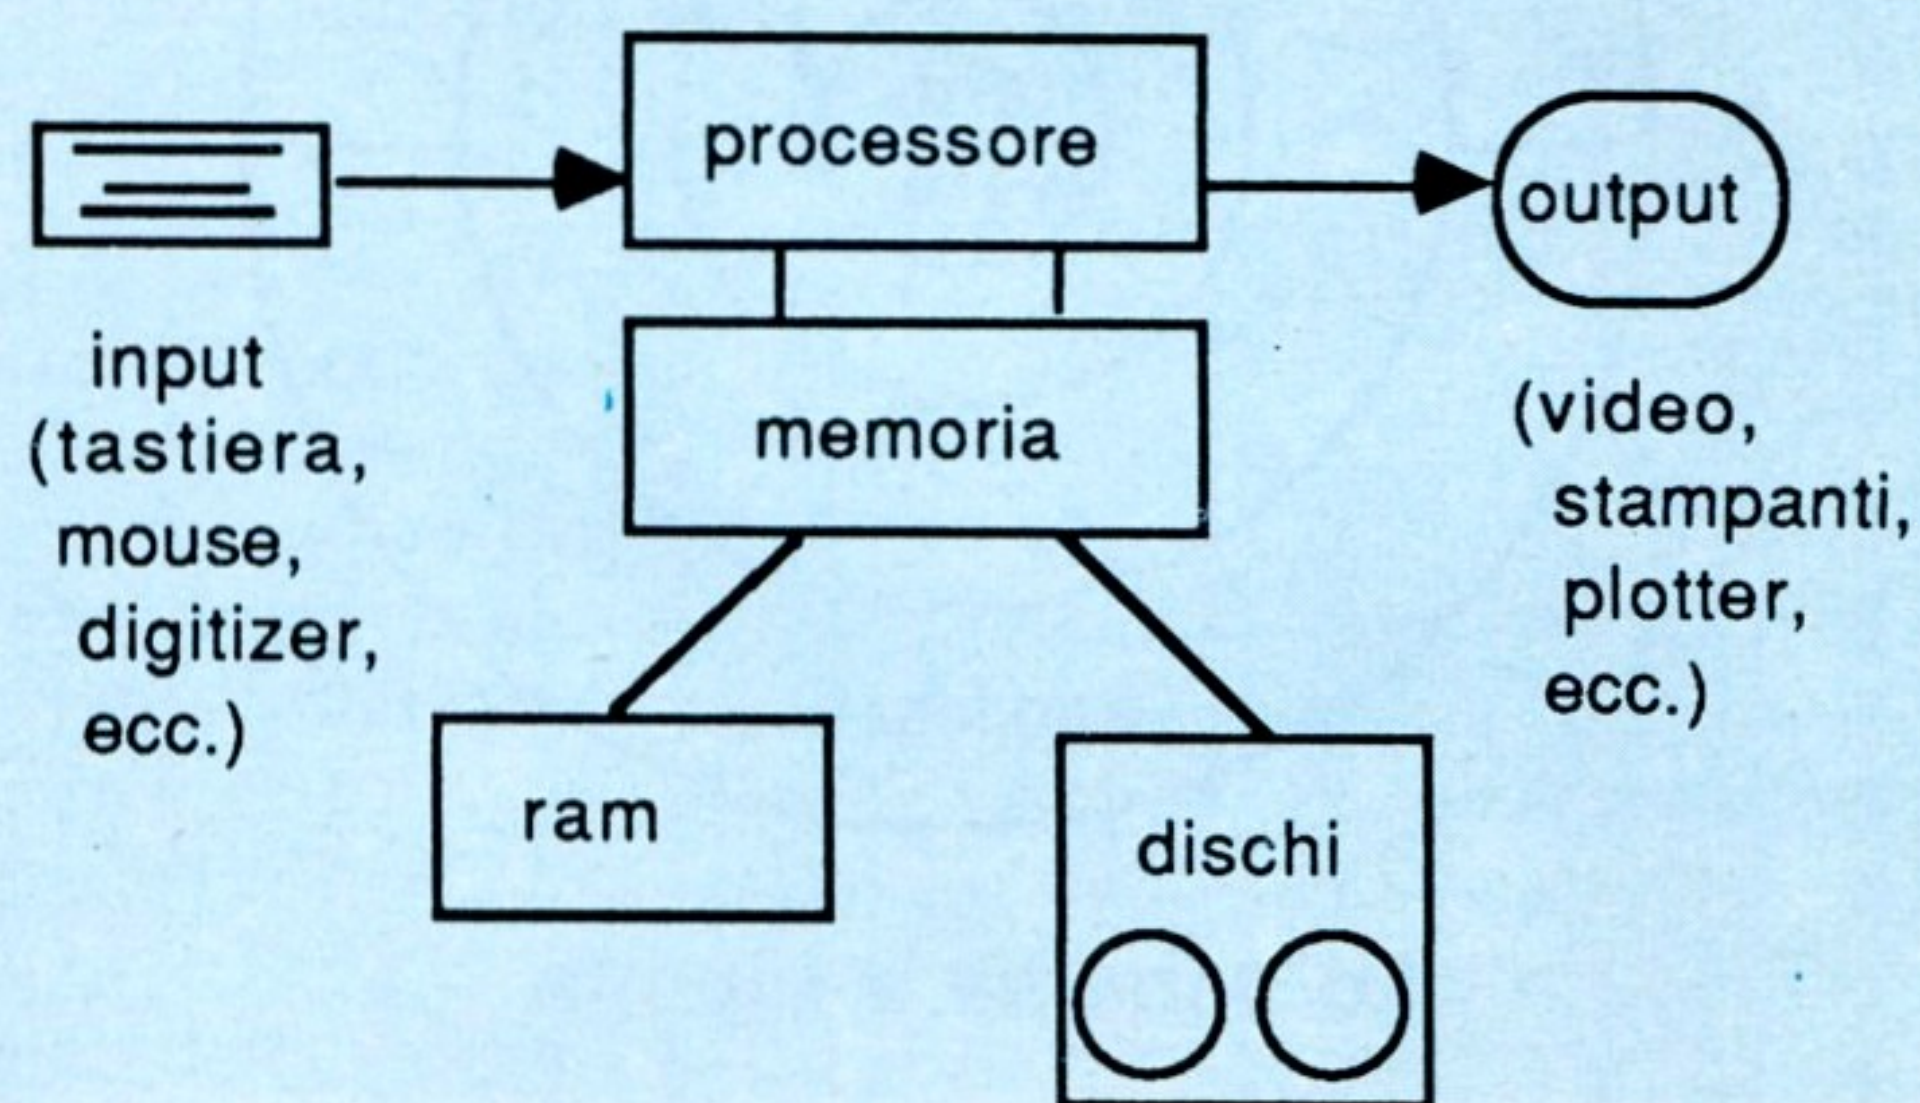 processore
output
input
(tastiera,
mouse,
digitizer,
ecc.)
memoria
(video,
stampanti,
plotter,
ecc.)
ram
dischi